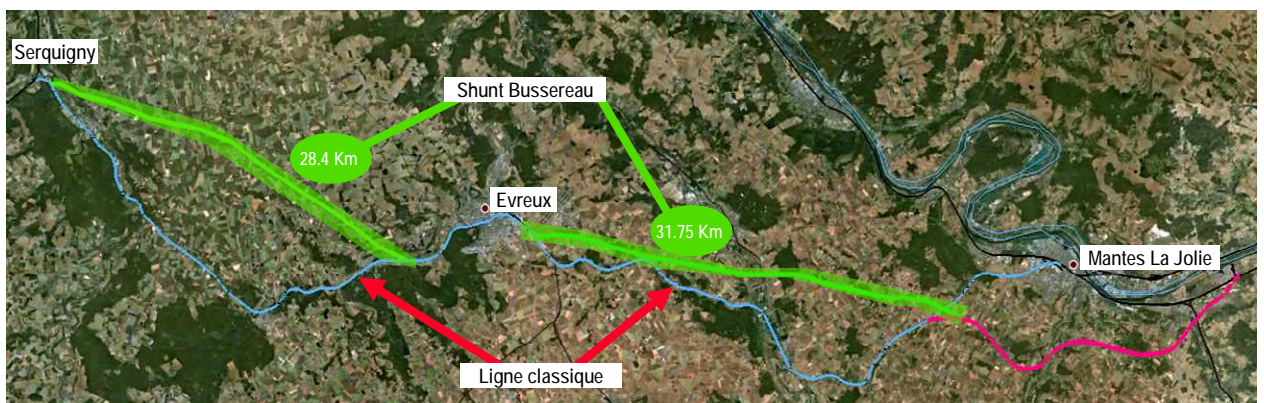 Serquigny
Shunt Bussereau
28.4 Km
Evreux
31.75 Km
Mantes La Jolie
Ligne classique